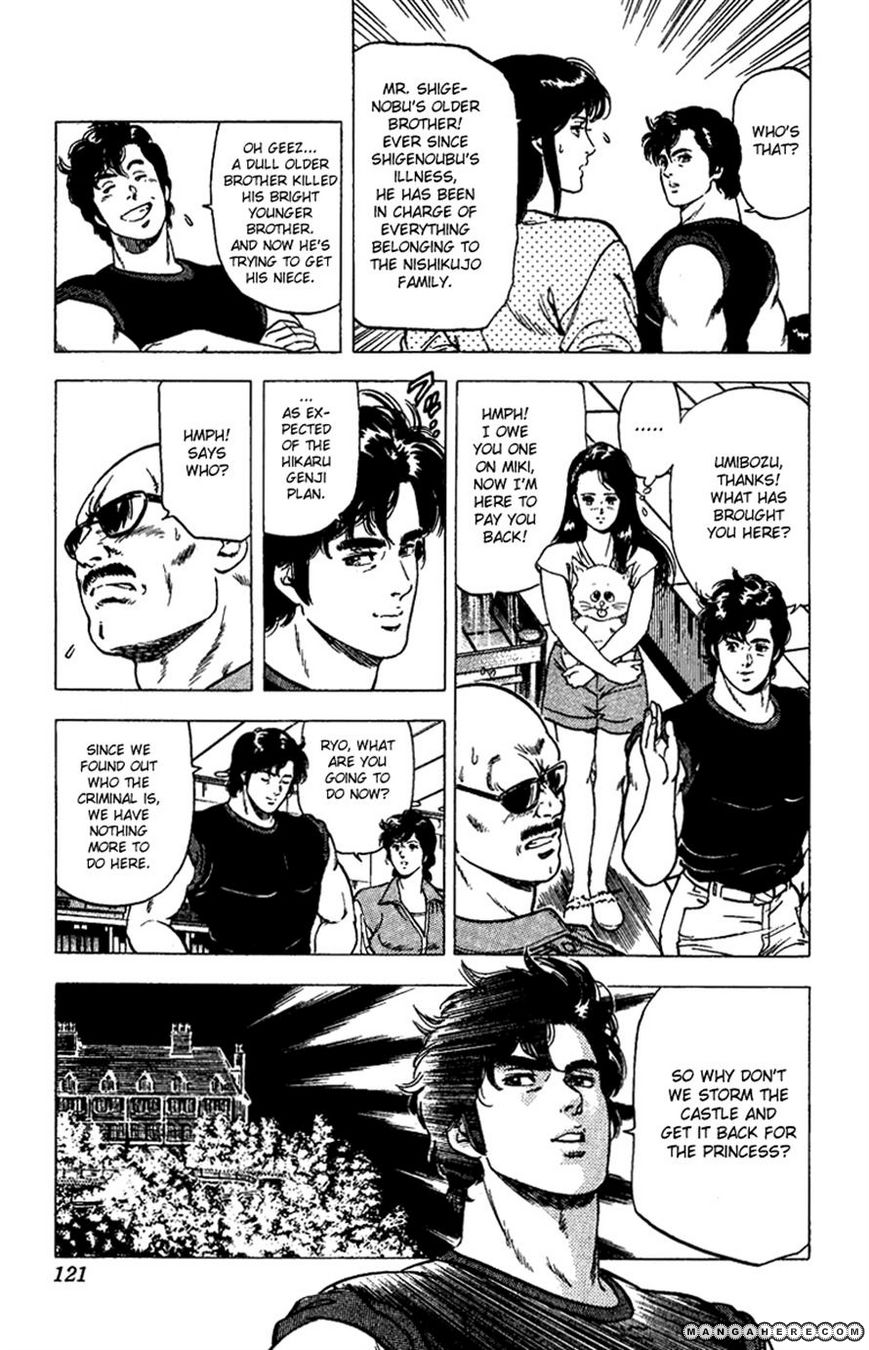 WHO'S
THAT?
MR. SHIGE-
NOBU'S OLDER
BROTHER!
EVER SINCE
SHIGENOUBU'S
ILLNESS,
HE HAS BEEN
IN CHARGE OF
EVERYTHING
BELONGING TO
THE NISHIKUJO
FAMILY.
OH GEEZ...
A DULL OLDER
BROTHER KILLED
HIS BRIGHT
YOUNGER
BROTHER.
AND NOW HE'S
TRYING TO GET
HIS NIECE.
UMIBOZU,
THANKS!
WHAT HAS
BROUGHT
YOU HERE?
.....
HMPH!
I OWE
YOU ONE
ON MIKI,
NOW I'M
HERE TO
PAY YOU
BACK!
...
AS EX-
PECTED
OF THE
HIKARU
GENJI
PLAN.
HMPH!
SAYS
WHO?
RYO, WHAT
ARE YOU
GOING TO
DO NOW?
SINCE WE
FOUND OUT
WHO THE
CRIMINAL IS,
WE HAVE
NOTHING
MORE TO
DO HERE.
SO WHY DON'T
WE STORM THE
CASTLE AND
GET IT BACK FOR
THE PRINCESS?
121
MANGAHERE.COM